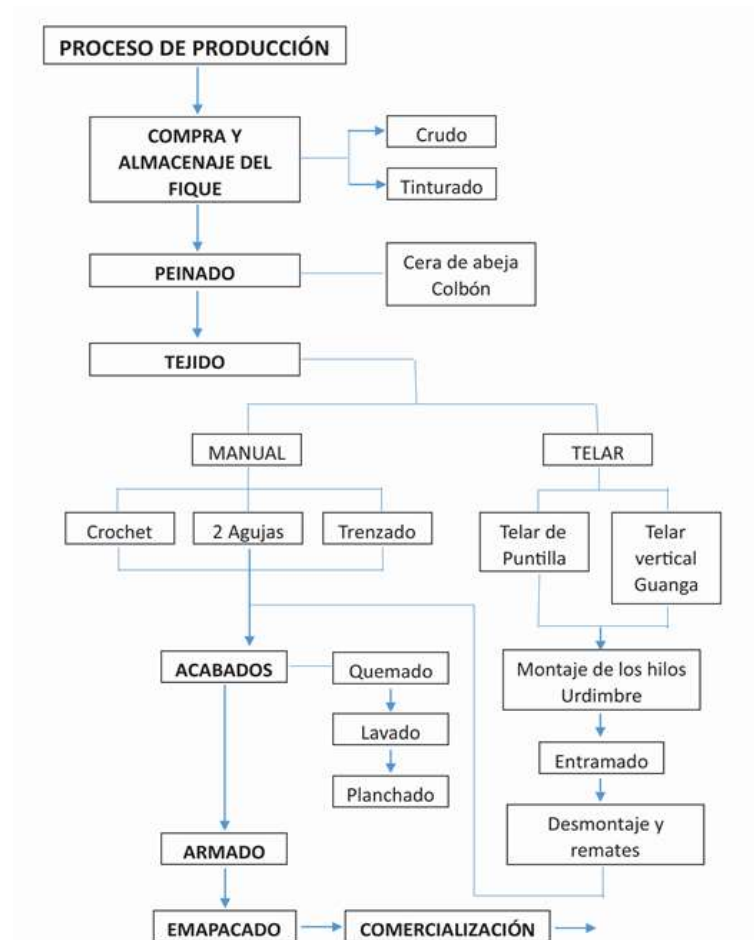 PROCESO DE PRODUCCIÓN
COMPRA Y
ALMACENAJE DEL
FIQUE
Crudo
Tinturado
PEINADO
Cera de abeja
Colbón
TEJIDO
MANUAL
TELAR
Crochet
2 Agujas
Trenzado
Telar de
Puntilla
Telar
vertical
Guanga
ACABADOS
Quemado
Lavado
Planchado
Montaje de los hilos
Urdimbre
Entramado
Desmontaje y
remates
ARMADO
EMAPACADO
COMERCIALIZACIÓN